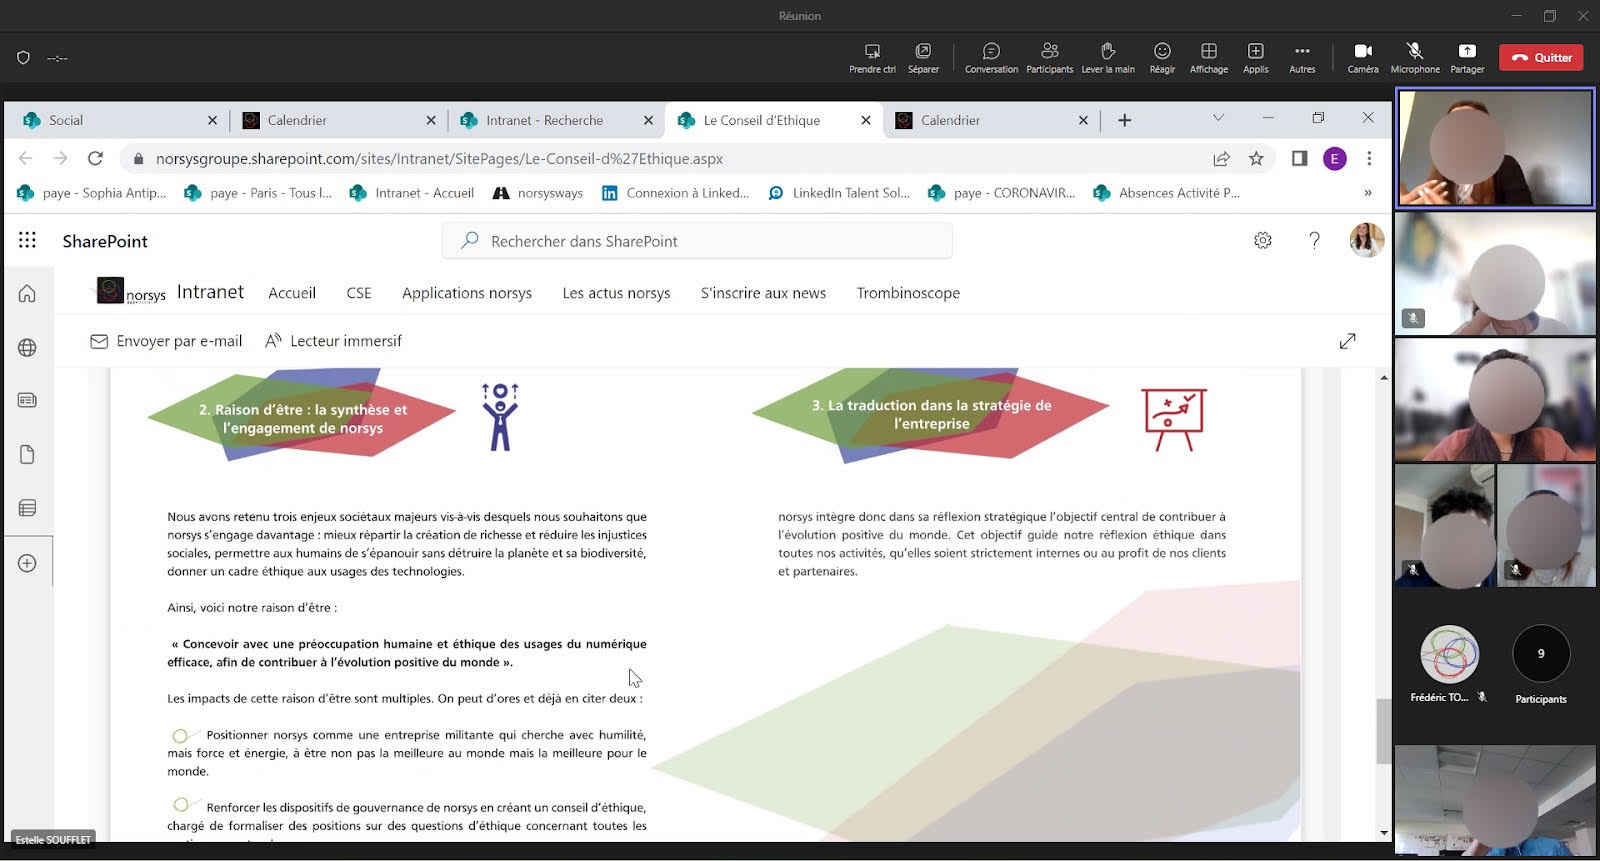 Réunion
--:--
Prendre ctrl Séparer Conversation Participants Lever la main Réagir Affichage Applis Autres Caméra Microphone Partager Quitter
Social Calendrier Intranet - Recherche Le Conseil d'Ethique Calendrier
norsysgroupe.sharepoint.com/sites/Intranet/SitePages/Le-Conseil-d%27Ethique.aspx
E
paye - Sophia Antip... paye - Paris - Tous l... Intranet - Accueil norsysways Connexion à Linked... LinkedIn Talent Sol... paye - CORONAVIR... Absences Activité P... »
SharePoint
Rechercher dans SharePoint
norsys Intranet Accueil CSE Applications norsys Les actus norsys S'inscrire aux news Trombinoscope
Envoyer par e-mail Lecteur immersif
2. Raison d’être : la synthèse et
l’engagement de norsys
3. La traduction dans la stratégie de
l’entreprise
Nous avons retenu trois enjeux sociétaux majeurs vis-à-vis desquels nous souhaitons que
norsys s’engage davantage : mieux répartir la création de richesse et réduire les injustices
sociales, permettre aux humains de s’épanouir sans détruire la planète et sa biodiversité,
donner un cadre éthique aux usages des technologies.
Ainsi, voici notre raison d’être :
« Concevoir avec une préoccupation humaine et éthique des usages du numérique
efficace, afin de contribuer à l’évolution positive du monde ».
Les impacts de cette raison d’être sont multiples. On peut d’ores et déjà en citer deux :
Positionner norsys comme une entreprise militante qui cherche avec humilité,
mais force et énergie, à être non pas la meilleure au monde mais la meilleure pour le
monde.
Renforcer les dispositifs de gouvernance de norsys en créant un conseil d’éthique,
chargé de formaliser des positions sur des questions d’éthique concernant toutes les
norsys intègre donc dans sa réflexion stratégique l’objectif central de contribuer à
l’évolution positive du monde. Cet objectif guide notre réflexion éthique dans
toutes nos activités, qu’elles soient strictement internes ou au profit de nos clients
et partenaires.
Estelle SOUFFLET
Frédéric TO...
9
Participants